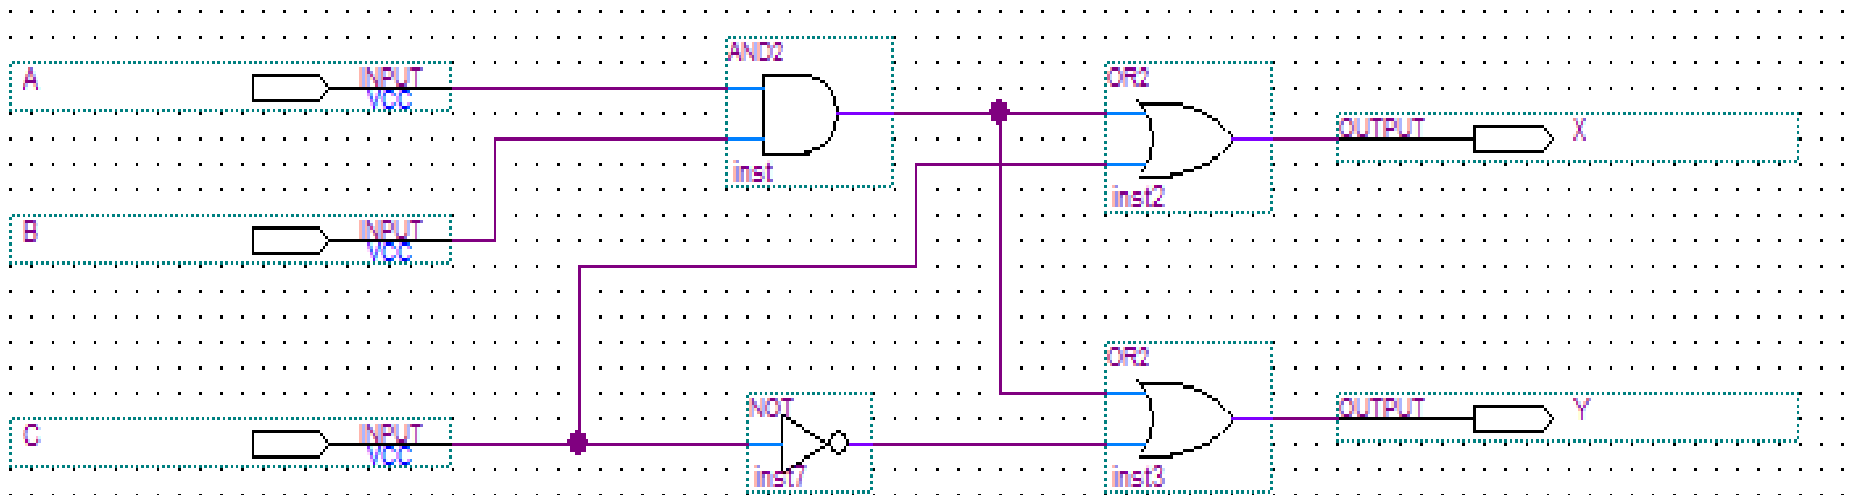 AND2
A
INPUT
VCC
OR2
OUTPUT
X
inst
inst2
B
INPUT
VCC
OR2
NOT
OUTPUT
Y
C
INPUT
VCC
inst7
inst3